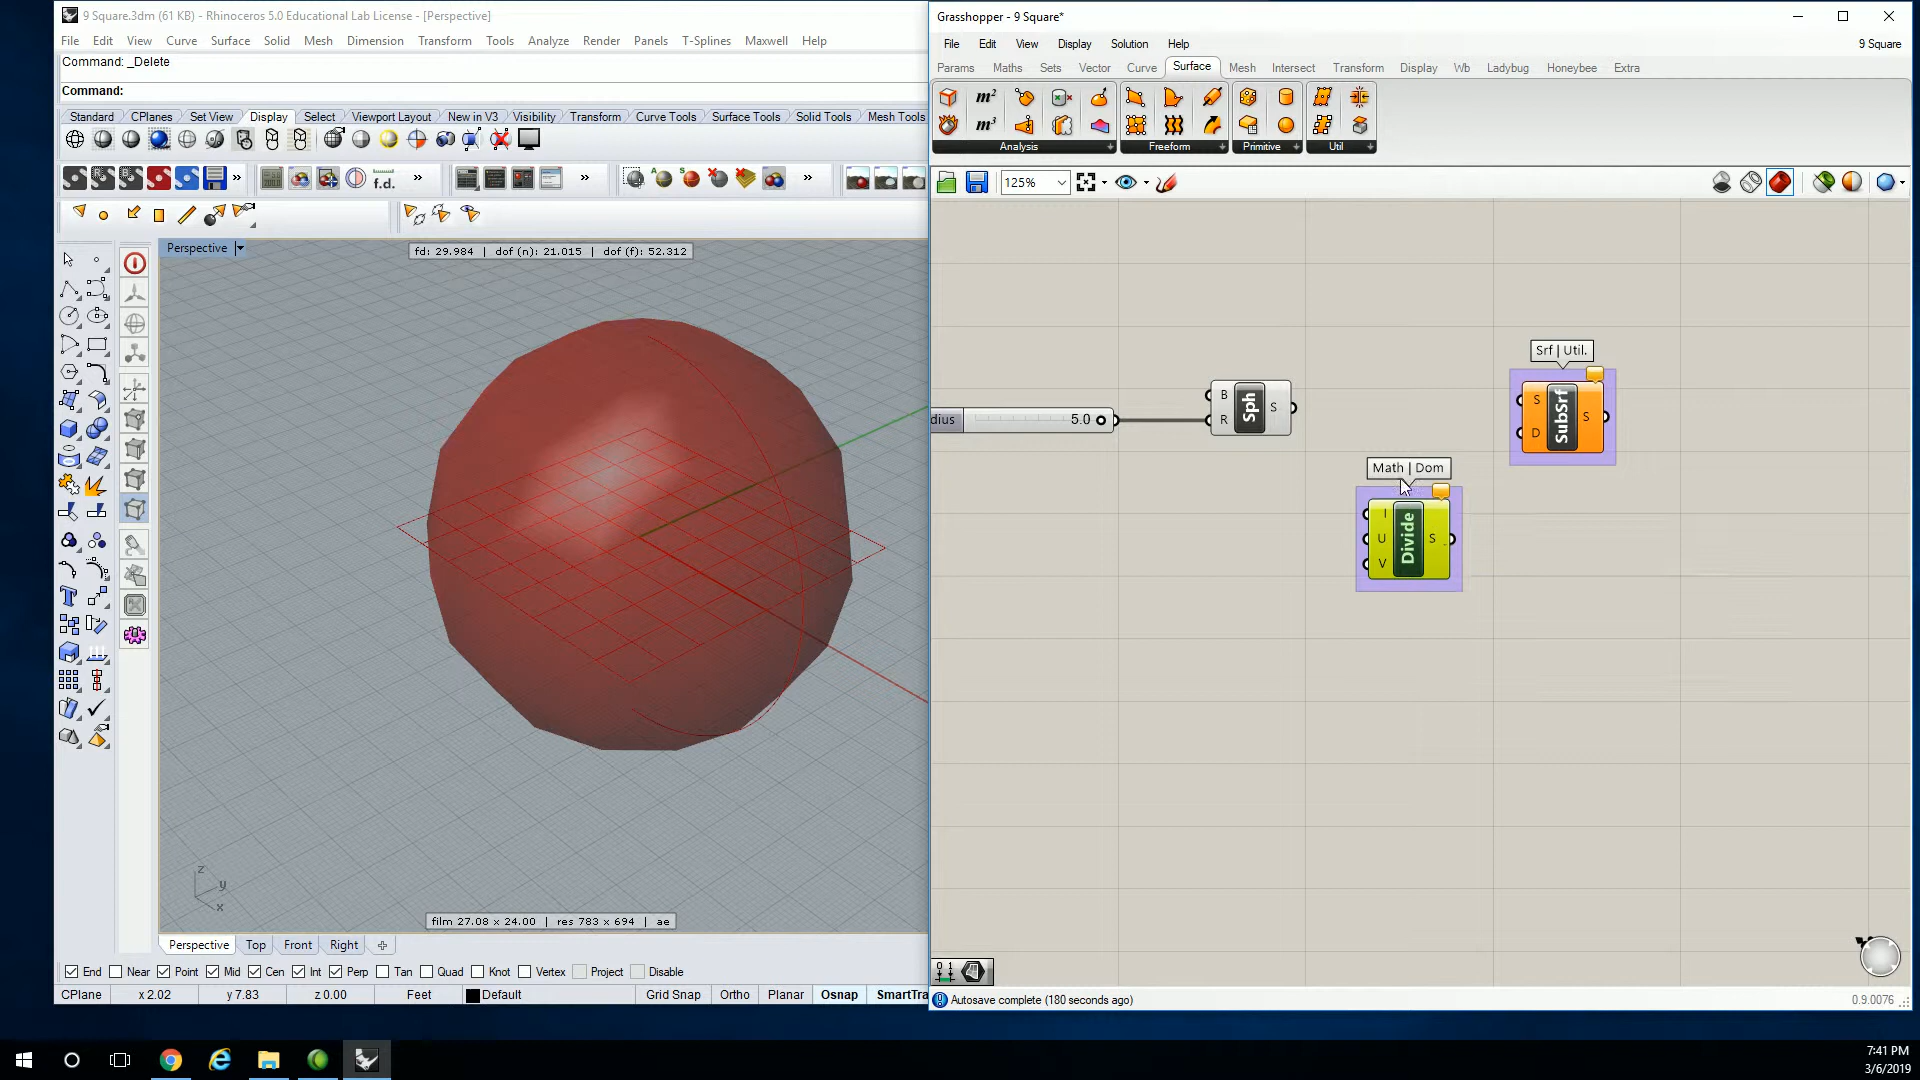 9 Square.3dm (61 KB) - Rhinoceros 5.0 Educational Lab License - [Perspective]
File Edit View Curve Surface Solid Mesh Dimension Transform Tools Analyze Render Panels T-Splines Maxwell Help
Command: _Delete
Command:
Standard CPlanes Set View Display Select Viewport Layout New in V3 Visibility Transform Curve Tools Surface Tools Solid Tools Mesh Tools
f.d.
Perspective
fd: 29.984 | dof (n): 21.015 | dof (f): 52.312
z
y
x
film 27.08 x 24.00 | res 783 x 694 | ae
Perspective Top Front Right
End Near Point Mid Cen Int Perp Tan Quad Knot Vertex Project Disable
CPlane x 2.02 y 7.83 z 0.00 Feet Default Grid Snap Ortho Planar Osnap SmartTra
Grasshopper - 9 Square*
File Edit View Display Solution Help 9 Square
Params Maths Sets Vector Curve Surface Mesh Intersect Transform Display Wb Ladybug Honeybee Extra
m²
m³
Analysis Freeform Primitive Util
125%
dius 5.0
B R Sph S
Srf | Util.
S D SubSrf S
Math | Dom
I U V Divide S
0 1
Autosave complete (180 seconds ago) 0.9.0076
7:41 PM
3/6/2019